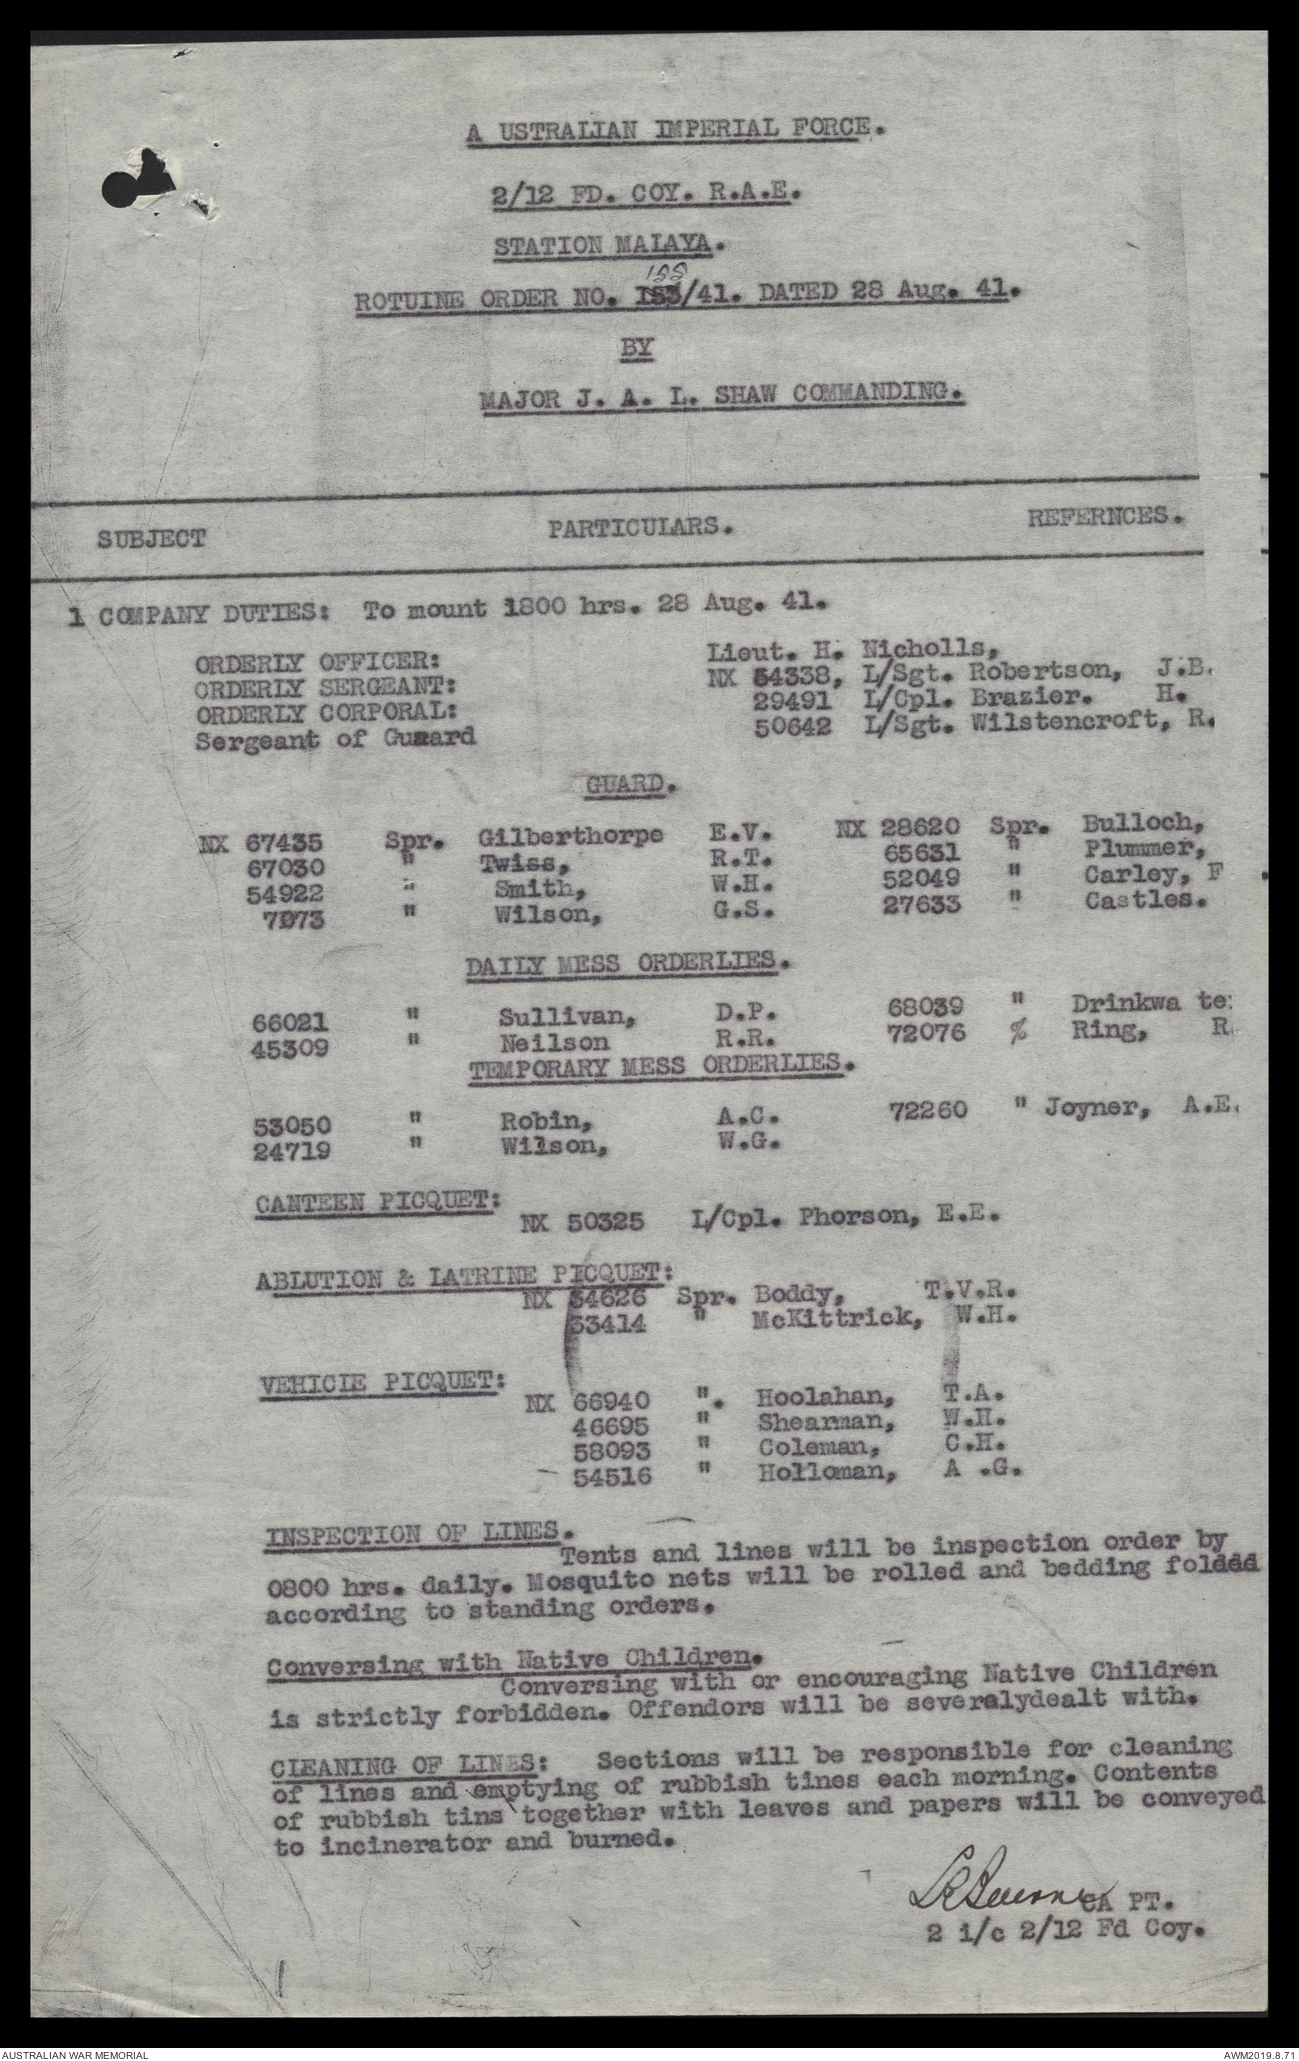 A USTRALIAN IMPERIAL FORCE.
2/12 FD. COY. R.A.E.
STATION MALAYA.
155
ROTUINE ORDER NO. IS3/41. DATED 28 Aug. 41.
BY
MAJOR J. A. L. SHAW COMMANDING.
SUBJECT PARTICULARS. REFERNCES.
1 COMPANY DUTIES: To mount 1800 hrs. 28 Aug. 41.
ORDERLY OFFICER: Lieut. H. Nicholls,
ORDERLY SERGEANT: NX 54338, L/Sgt. Robertson, J.B.
ORDERLY CORPORAL: 29491 L/Cpl. Brazier. H.
Sergeant of Guaard 50642 L/Sgt. Wilstencroft, R.
GUARD.
NX 67435 Spr. Gilberthorpe E.V. NX 28620 Spr. Bulloch,
67030 " Twiss, R.T. 65631 " Plummer,
54922 " Smith, W.H. 52049 " Carley, F .
7073 " Wilson, G.S. 27633 " Castles.
DAILY MESS ORDERLIES.
66021 " Sullivan, D.P. 68039 " Drinkwa te
45309 " Neilson R.R. 72076 % Ring, R
TEMPORARY MESS ORDERLIES.
53050 " Robin, A.C. 72260 " Joyner, A.E.
24719 " Wilson, W.G.
CANTEEN PICQUET:
NX 50325 L/Cpl. Phorson, E.E.
ABLUTION & LATRINE PICQUET:
NX 34626 Spr. Boddy, T.V.R.
33414 " McKittrick, W.H.
VEHICLE PICQUET:
NX 66940 ". Hoolahan, T.A.
46695 " Shearman, W.H.
58093 " Coleman, C.H.
54516 " Holloman, A .G.
INSPECTION OF LINES.
Tents and lines will be inspection order by
0800 hrs. daily. Mosquito nets will be rolled and bedding folddd
according to standing orders.
Conversing with Native Children.
Conversing with or encouraging Native Children
is strictly forbidden. Offendors will be severalydealt with.
CLEANING OF LINES: Sections will be responsible for cleaning
of lines and emptying of rubbish tines each morning. Contents
of rubbish tins together with leaves and papers will be conveyed
to incinerator and burned.
CA PT.
2 i/c 2/12 Fd Coy.
AUSTRALIAN WAR MEMORIAL AWM2019.8.71